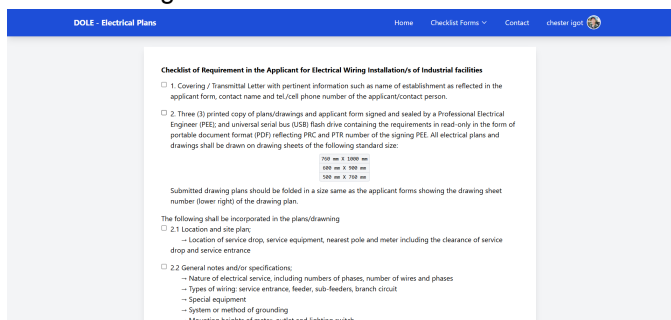 DOLE - Electrical Plans
Home Checklist Forms Contact chester igot
Checklist of Requirement in the Applicant for Electrical Wiring Installation/s of Industrial facilities
1. Covering / Transmittal Letter with pertinent information such as name of establishment as reflected in the
applicant form, contact name and tel./cell phone number of the applicant/contact person.
2. Three (3) printed copy of plans/drawings and applicant form signed and sealed by a Professional Electrical
Engineer (PEE); and universal serial bus (USB) flash drive containing the requirements in read-only in the form of
portable document format (PDF) reflecting PRC and PTR number of the signing PEE. All electrical plans and
drawings shall be drawn on drawing sheets of the following standard size:
760 mm X 1000 mm
600 mm X 900 mm
500 mm X 760 mm
Submitted drawing plans should be folded in a size same as the applicant forms showing the drawing sheet
number (lower right) of the drawing plan.
The following shall be incorporated in the plans/drawning
2.1 Location and site plan;
→ Location of service drop, service equipment, nearest pole and meter including the clearance of service
drop and service entrance
2.2 General notes and/or specifications;
→ Nature of electrical service, including numbers of phases, number of wires and phases
→ Types of wiring: service entrance, feeder, sub-feeders, branch circuit
→ Special equipment
→ System or method of grounding
→ Mounting heights of meter, outlet and lighting switch